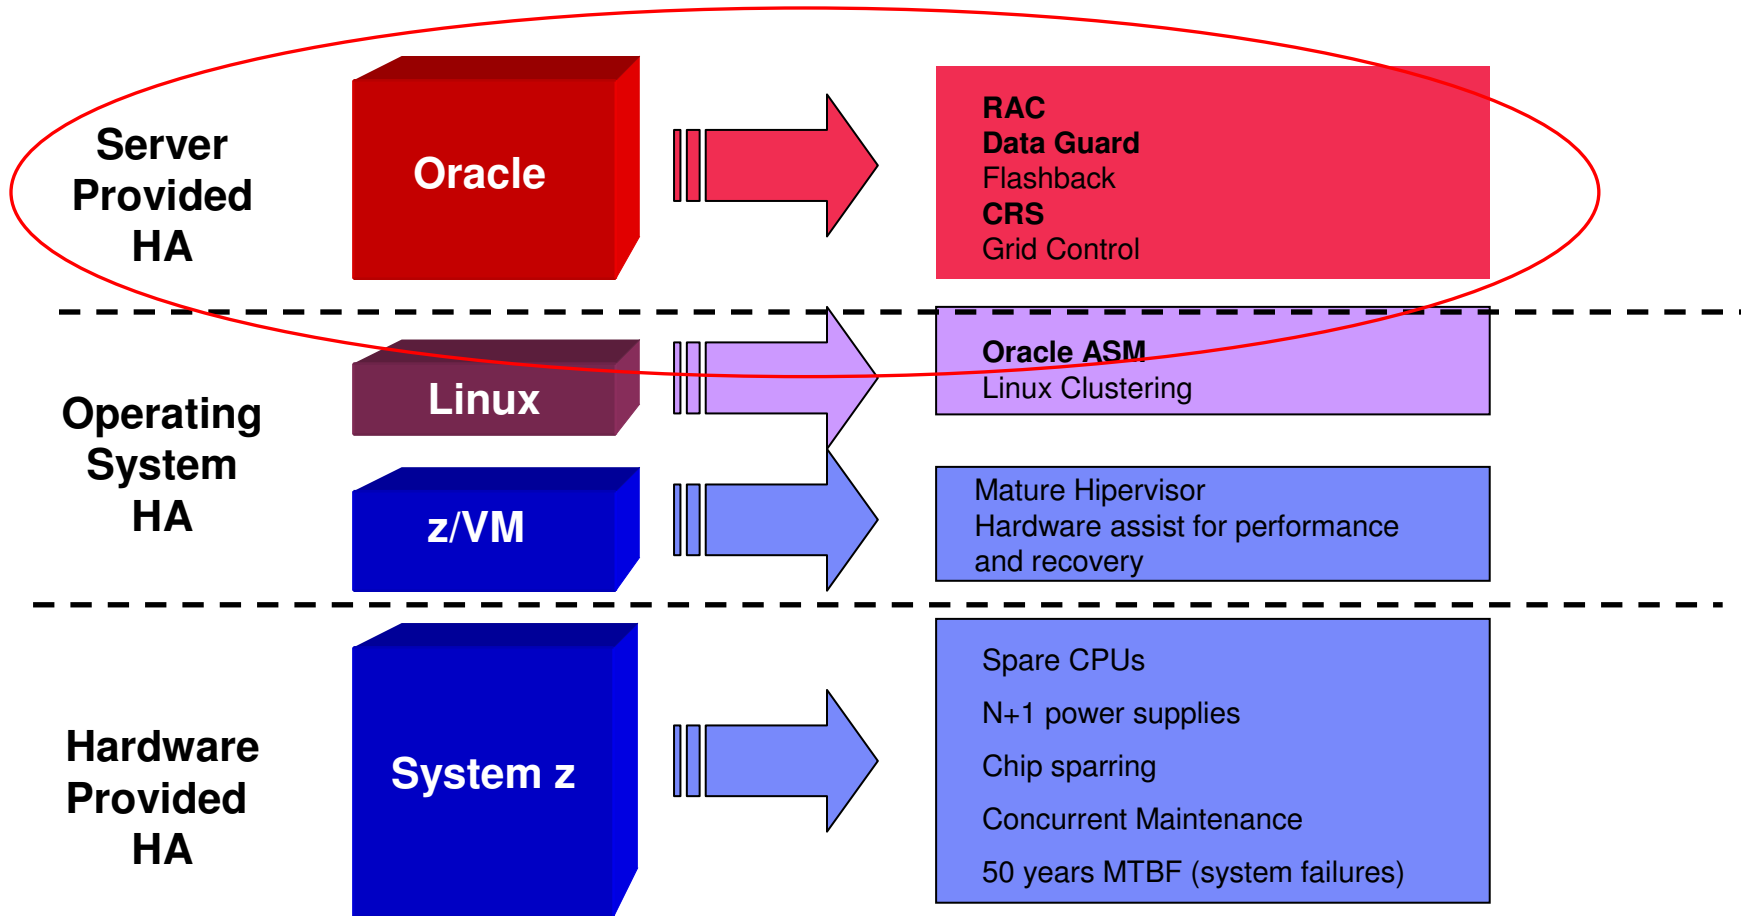 Server
Provided
HA
Oracle
RAC
Data Guard
Flashback
CRS
Grid Control
Operating
System
HA
Linux
Oracle ASM
Linux Clustering
z/VM
Mature Hipervisor
Hardware assist for performance
and recovery
Hardware
Provided
HA
System z
Spare CPUs
N+1 power supplies
Chip sparring
Concurrent Maintenance
50 years MTBF (system failures)